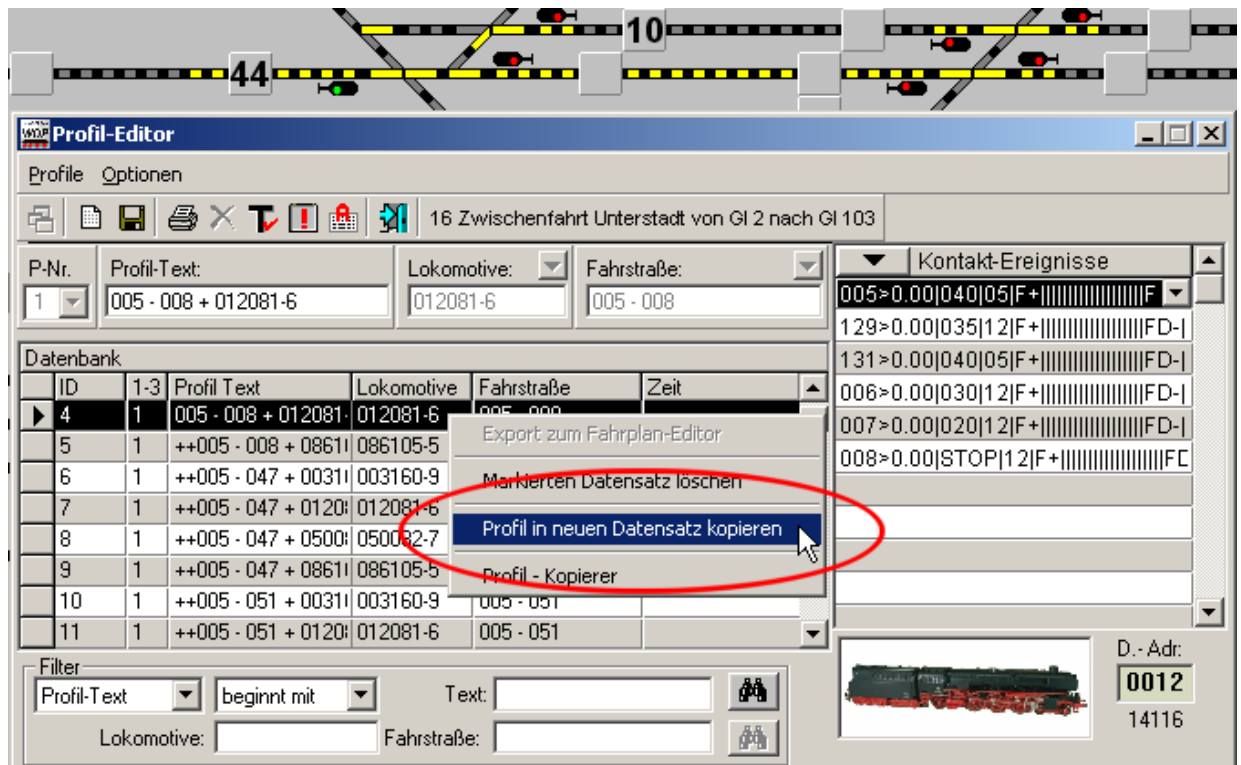 10
44
WDP Profil-Editor
Profile Optionen
16 Zwischenfahrt Unterstadt von Gl 2 nach Gl 103
P-Nr. Profil-Text: Lokomotive: Fahrstraße:
1 005 - 008 + 012081-6 012081-6 005 - 008
Kontakt-Ereignisse
005>0.00|040|05|F+||||||||||||||||||||F
129>0.00|035|12|F+||||||||||||||||||||FD-|
131>0.00|040|05|F+||||||||||||||||||||FD-|
006>0.00|030|12|F+||||||||||||||||||||FD-|
007>0.00|020|12|F+||||||||||||||||||||FD-|
008>0.00|STOP|12|F+||||||||||||||||||||FD
Datenbank
ID 1-3 Profil Text Lokomotive Fahrstraße Zeit
4 1 005 - 008 + 012081- 012081-6 005 - 008
5 1 ++005 - 008 + 0861 086105-5
6 1 ++005 - 047 + 0031 003160-9
7 1 ++005 - 047 + 0120 012081-6
8 1 ++005 - 047 + 0500 050082-7
9 1 ++005 - 047 + 0861 086105-5
10 1 ++005 - 051 + 0031 003160-9 005 - 051
11 1 ++005 - 051 + 0120 012081-6 005 - 051
Export zum Fahrplan-Editor
Markierten Datensatz löschen
Profil in neuen Datensatz kopieren
Profil - Kopierer
Filter
Profil-Text beginnt mit Text:
Lokomotive: Fahrstraße:
D.- Adr:
0012
14116